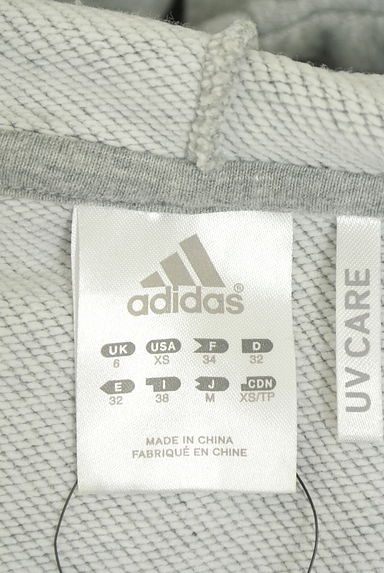 adidas®
UK USA F D
6 XS 34 32
E I J CDN
32 38 M XS/TP
MADE IN CHINA
FABRIQUÉ EN CHINE
UV CARE